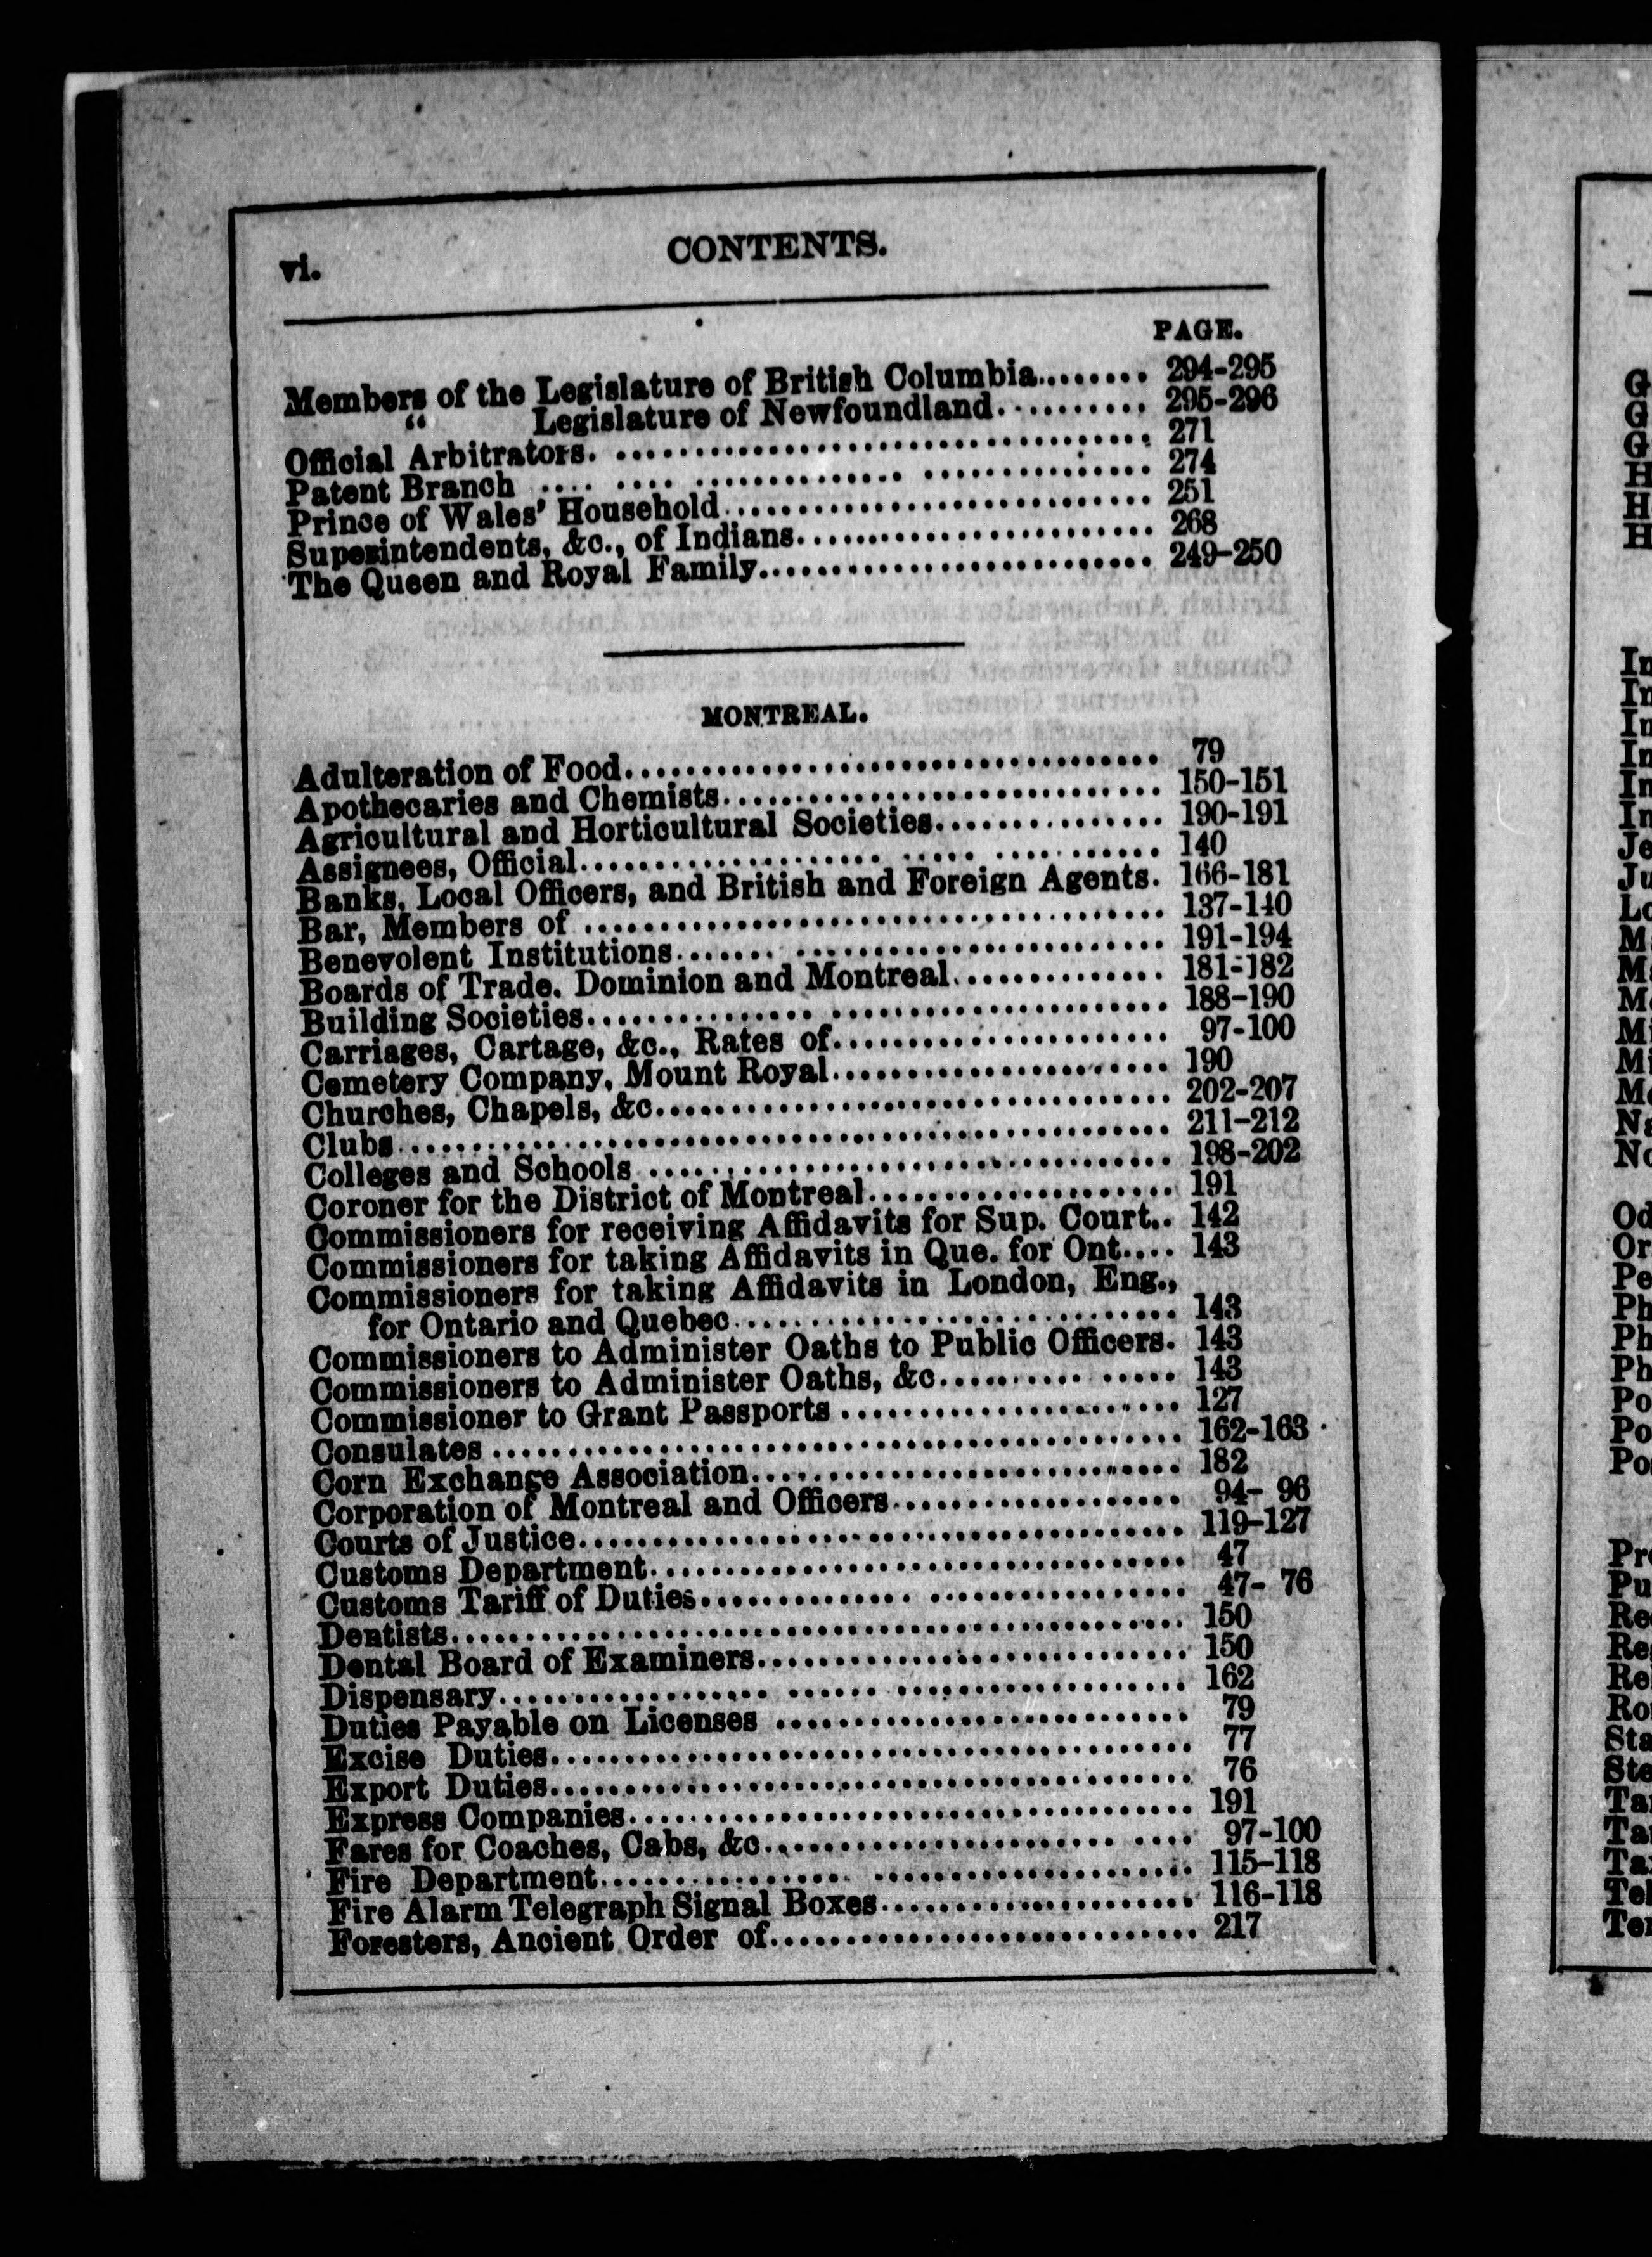 vi.
CONTENTS.
PAGE.
Members of the Legislature of British Columbia........ 294-295
“ Legislature of Newfoundland.......... 295-296
Official Arbitrators. ............................. 271
Patent Branch .... .... .............. ............ 274
Prince of Wales' Household............................. 251
Superintendents, &c., of Indians........................ 268
The Queen and Royal Family........................... 249-250
MONTREAL.
Adulteration of Food................................... 79
Apothecaries and Chemists.............................. 150-151
Agricultural and Horticultural Societies................ 190-191
Assignees, Official.................... ..... ........... 140
Banks, Local Officers, and British and Foreign Agents. 166-181
Bar, Members of ....................................... 137-140
Benevolent Institutions....... ........................ 191-194
Boards of Trade. Dominion and Montreal.............. 181-182
Building Societies............... ...................... 188-190
Carriages, Cartage, &c., Rates of...................... 97-100
Cemetery Company, Mount Royal...................... 190
Churches, Chapels, &c.................................. 202-207
Clubs................................................... 211-212
Colleges and Schools ................................... 198-202
Coroner for the District of Montreal.................... 191
Commissioners for receiving Affidavits for Sup. Court.. 142
Commissioners for taking Affidavits in Que. for Ont.... 143
Commissioners for taking Affidavits in London, Eng.,
for Ontario and Quebec............................. 143
Commissioners to Administer Oaths to Public Officers. 143
Commissioners to Administer Oaths, &c.......... ..... 143
Commissioner to Grant Passports ...................... 127
Consulates ............................................. 162-163
Corn Exchange Association............................. 182
Corporation of Montreal and Officers................... 94- 96
Courts of Justice........................................ 119-127
Customs Department................................... 47
Customs Tariff of Duties.............. ................. 47- 76
Dentists................................................ 150
Dental Board of Examiners............................ 150
Dispensary.................. ...... ................... 162
Duties Payable on Licenses ........................... 79
Excise Duties.......................................... 77
Export Duties.......................................... 76
Express Companies..................................... 191
Fares for Coaches, Cabs, &c....................... .... 97-100
Fire Department................. ..................... 115-118
Fire Alarm Telegraph Signal Boxes..................... 116-118
Foresters, Ancient Order of............................ 217